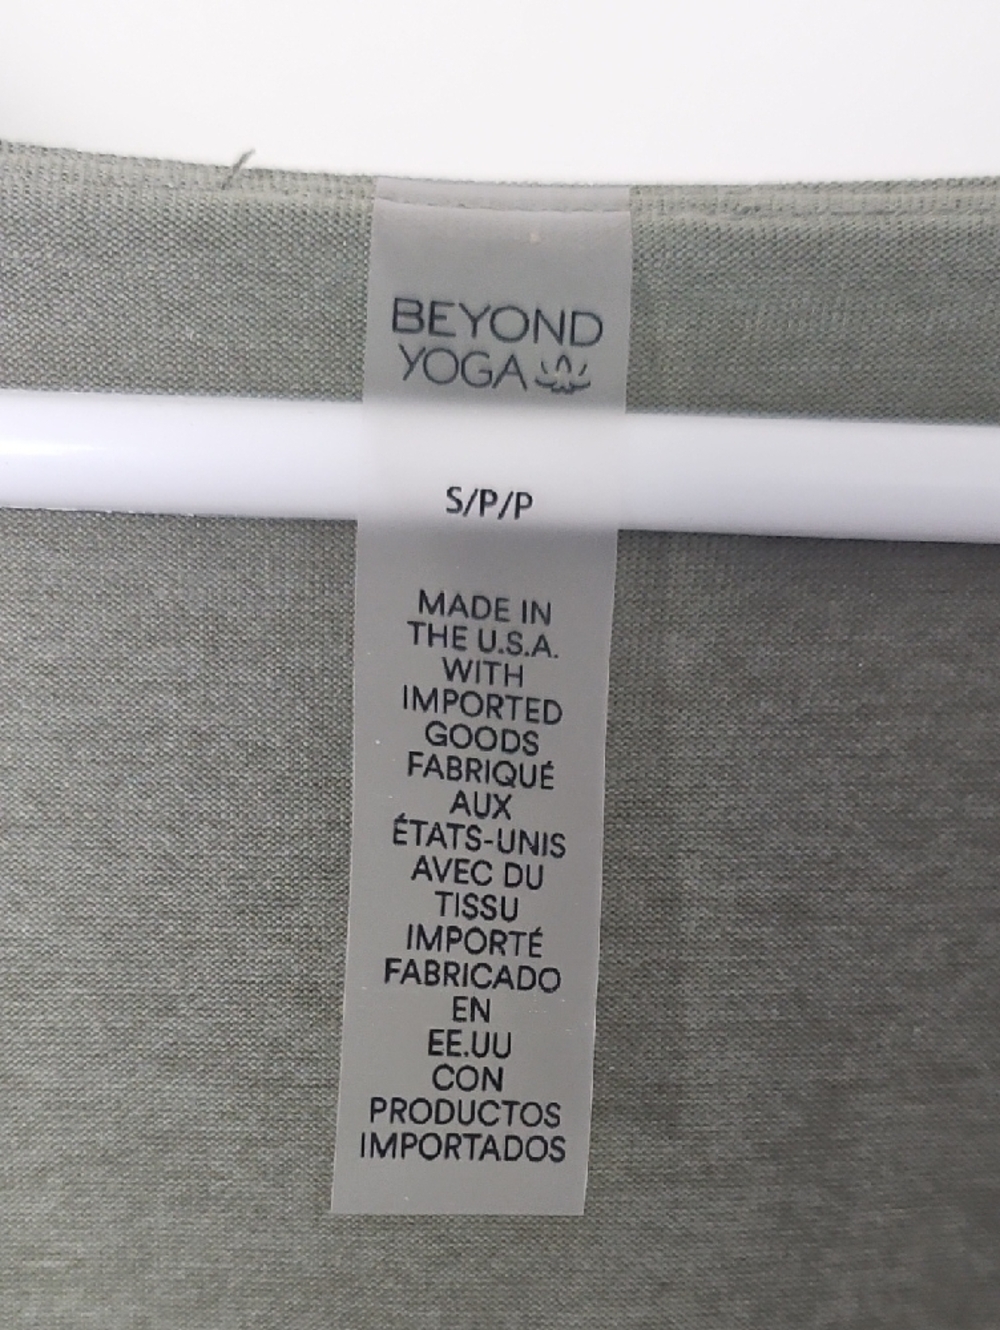 BEYOND
YOGA
S/P/P
MADE IN
THE U.S.A.
WITH
IMPORTED
GOODS
FABRIQUÉ
AUX
ÉTATS-UNIS
AVEC DU
TISSU
IMPORTÉ
FABRICADO
EN
EE.UU
CON
PRODUCTOS
IMPORTADOS